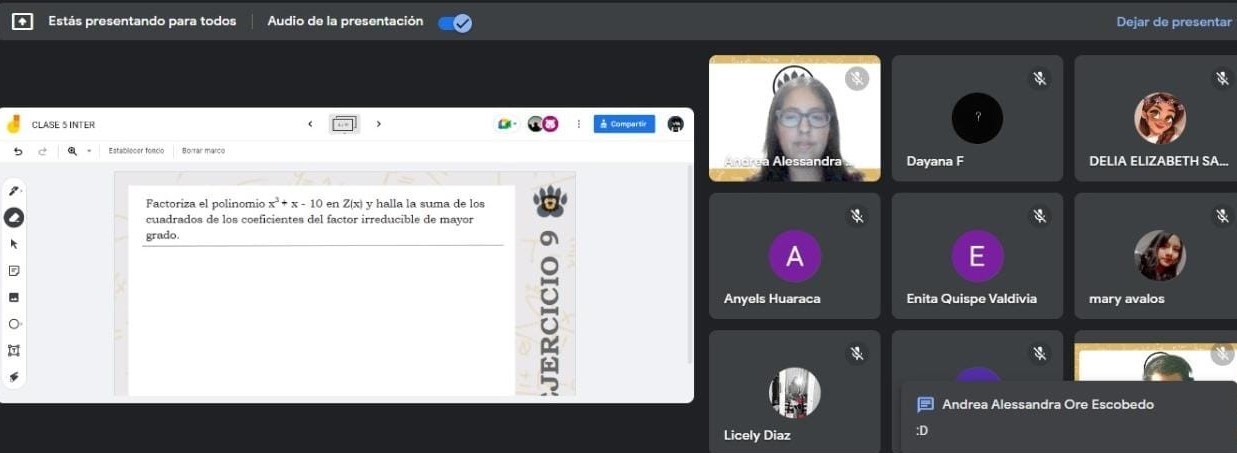 Estás presentando para todos
Audio de la presentación
Dejar de presentar
CLASE 5 INTER
Compartir
Establecer fondo
Borrar marco
Factoriza el polinomio x³ + x - 10 en Z(x) y halla la suma de los
cuadrados de los coeficientes del factor irreducible de mayor
grado.
EJERCICIO 9
Andrea Alessandra ...
?
Dayana F
DELIA ELIZABETH SA...
A
Anyels Huaraca
E
Enita Quispe Valdivia
mary avalos
Licely Diaz
Andrea Alessandra Ore Escobedo
:D